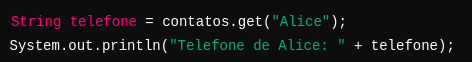 String telefone = contatos.get("Alice");
System.out.println("Telefone de Alice: " + telefone);